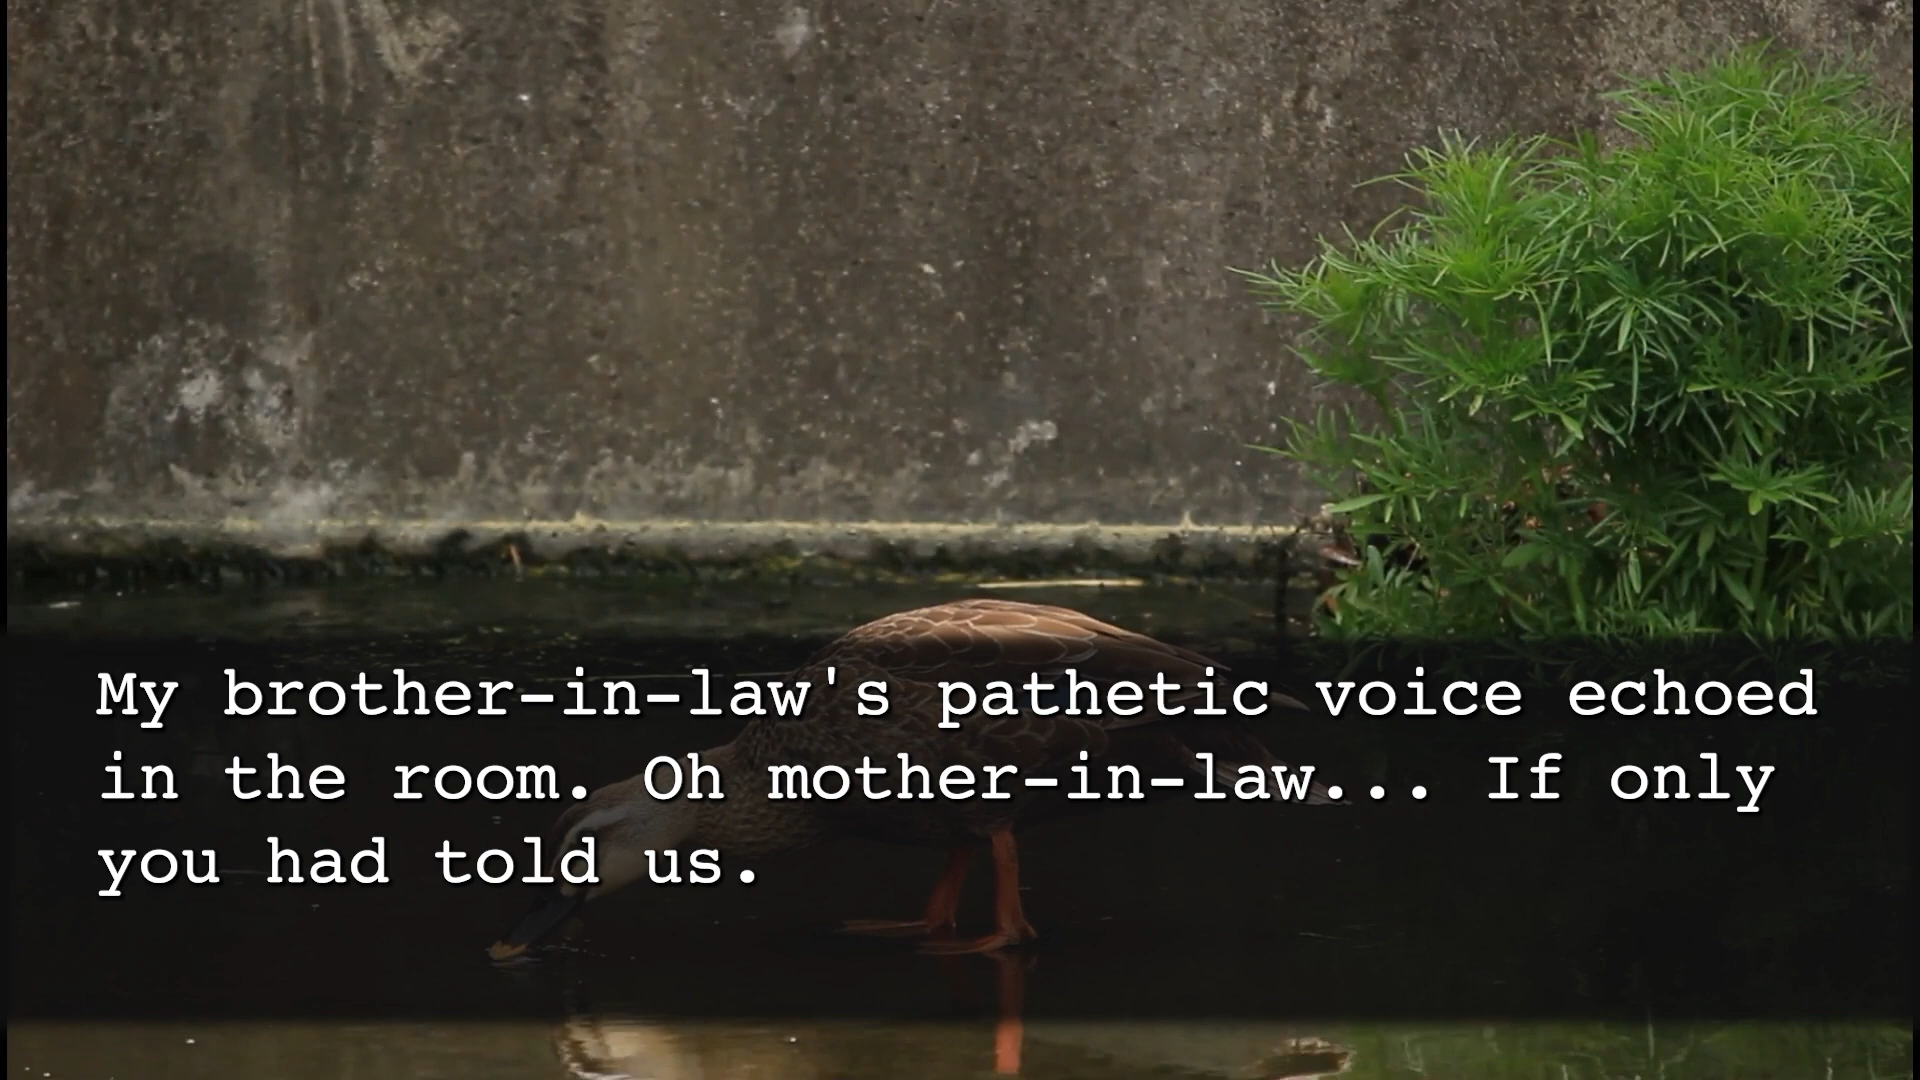 My brother-in-law's pathetic voice echoed
in the room. Oh mother-in-law... If only
you had told us.